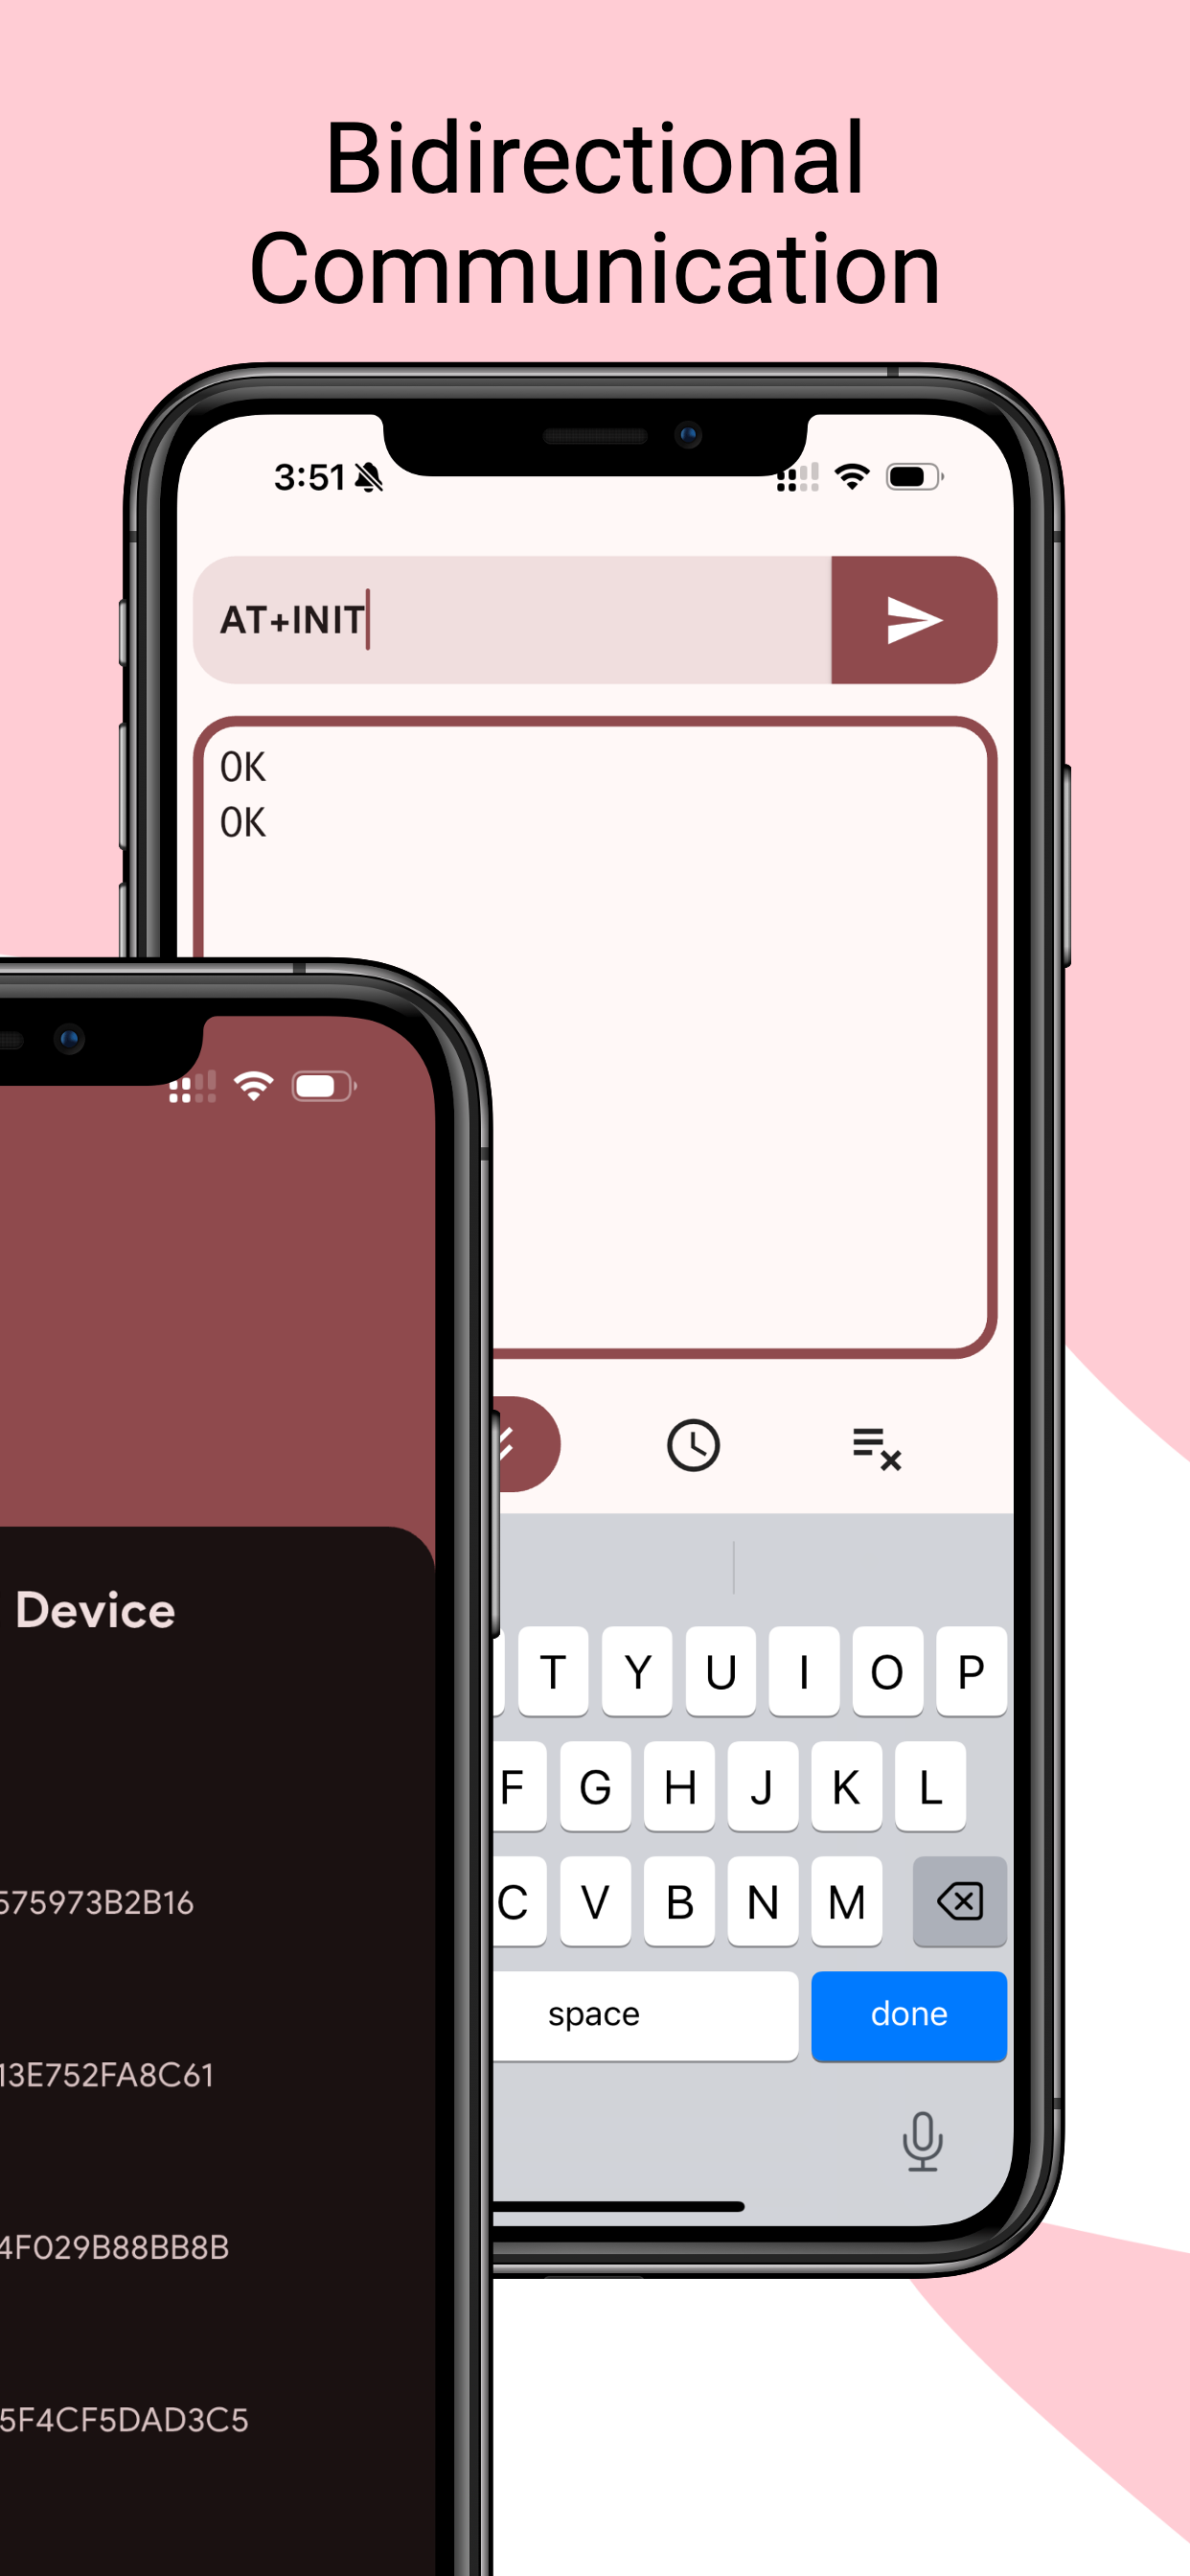 Bidirectional
Communication
3:51
AT+INIT
OK
OK
T Y U I O P
F G H J K L
C V B N M
space done
Device
575973B2B16
13E752FA8C61
4F029B88BB8B
5F4CF5DAD3C5